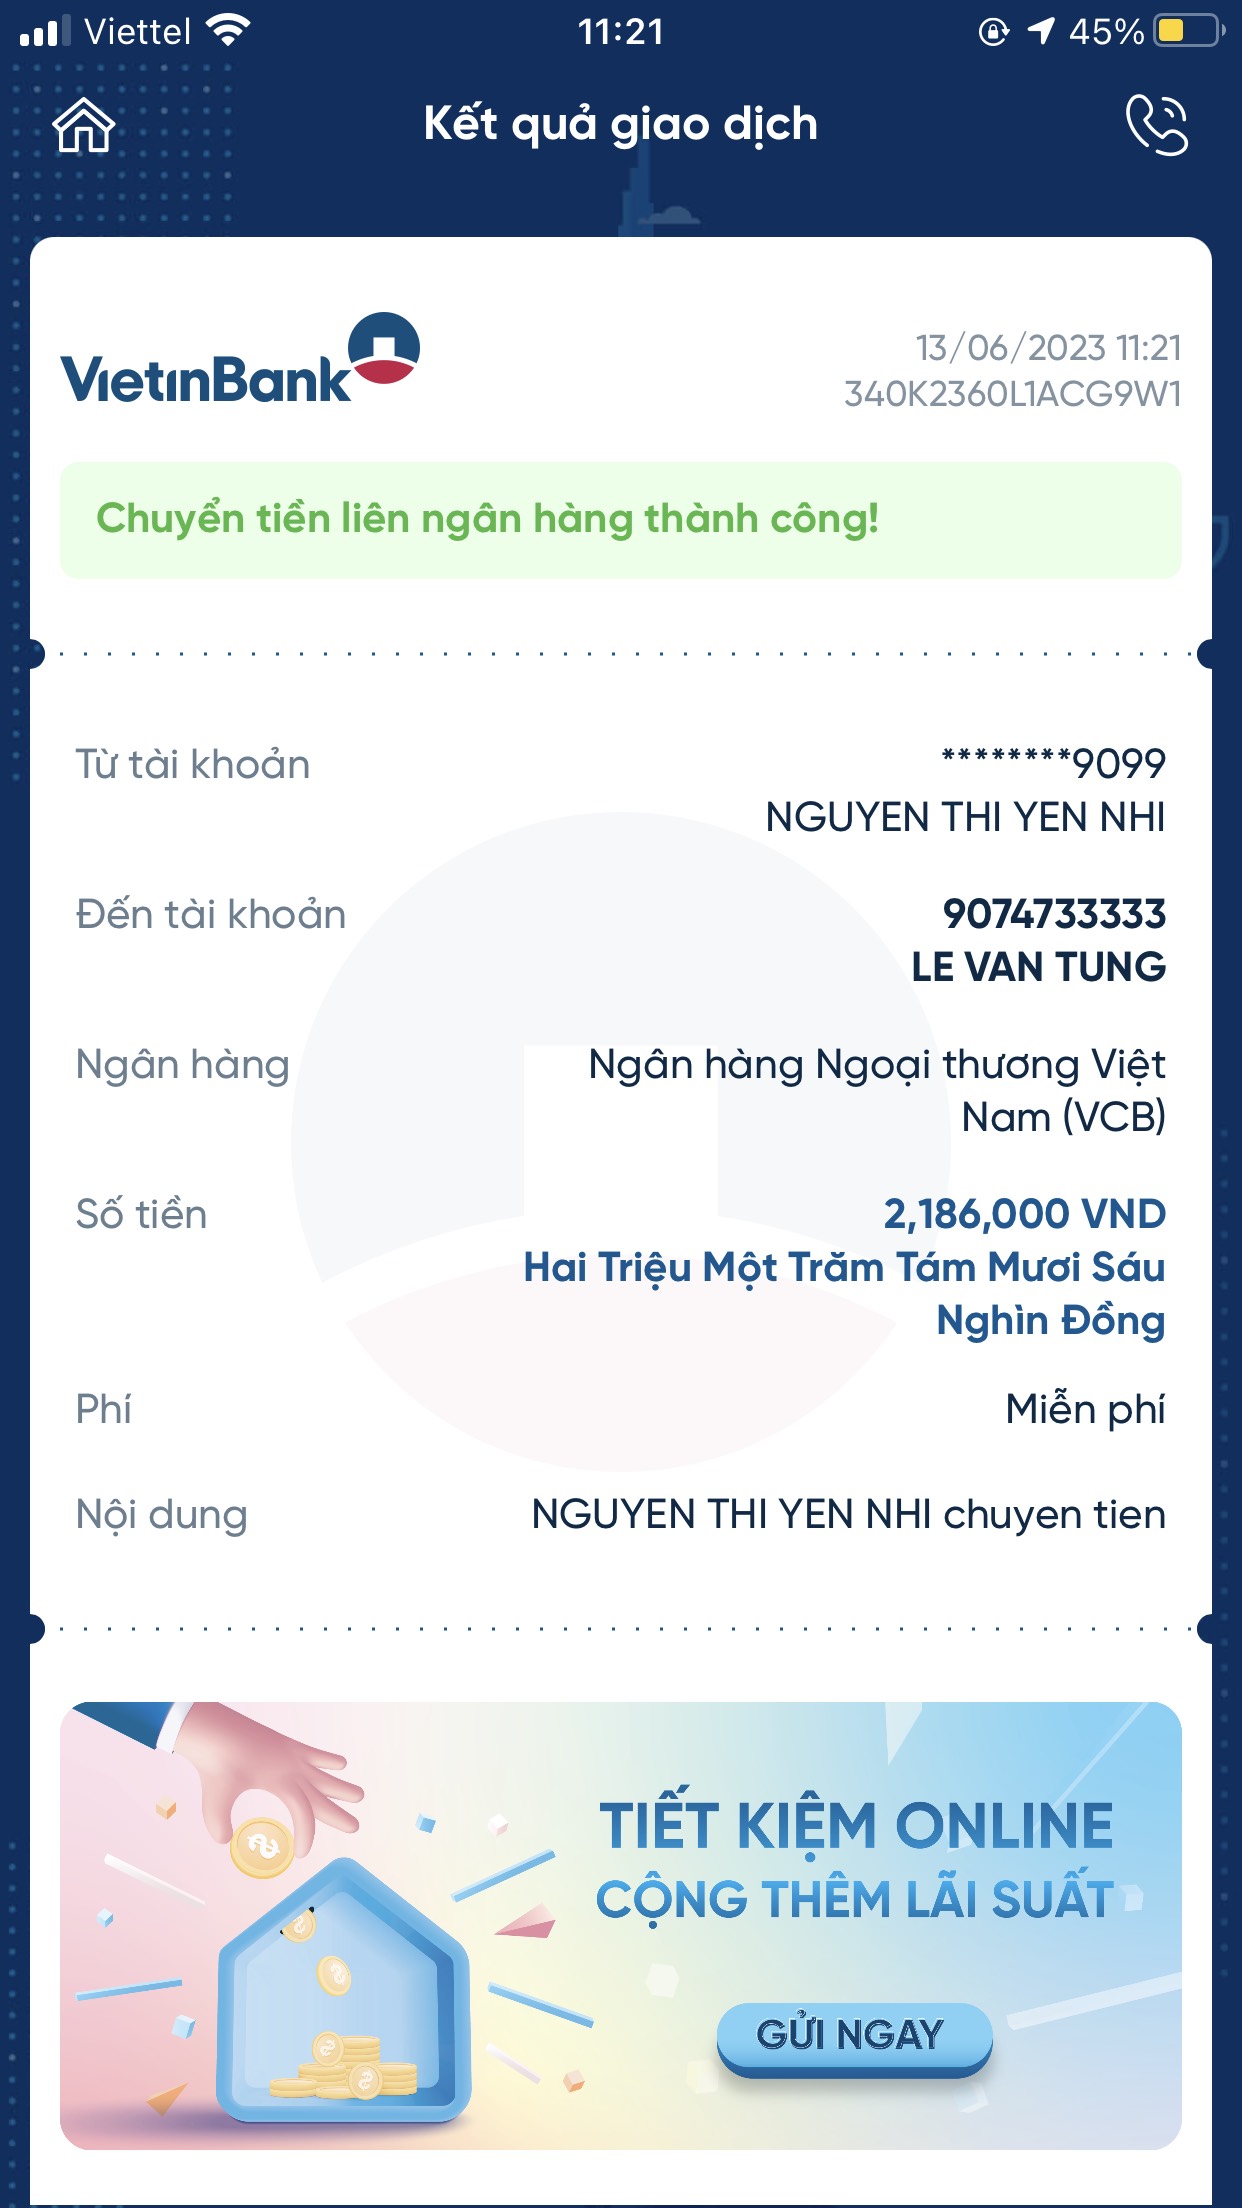 Viettel 11:21 45%
Kết quả giao dịch
VietinBank
13/06/2023 11:21
340K2360L1ACG9W1
Chuyển tiền liên ngân hàng thành công!
Từ tài khoản ********9099
NGUYEN THI YEN NHI
Đến tài khoản 9074733333
LE VAN TUNG
Ngân hàng Ngân hàng Ngoại thương Việt
Nam (VCB)
Số tiền 2,186,000 VND
Hai Triệu Một Trăm Tám Mươi Sáu
Nghìn Đồng
Phí Miễn phí
Nội dung NGUYEN THI YEN NHI chuyen tien
TIẾT KIỆM ONLINE
CỘNG THÊM LÃI SUẤT
GỬI NGAY